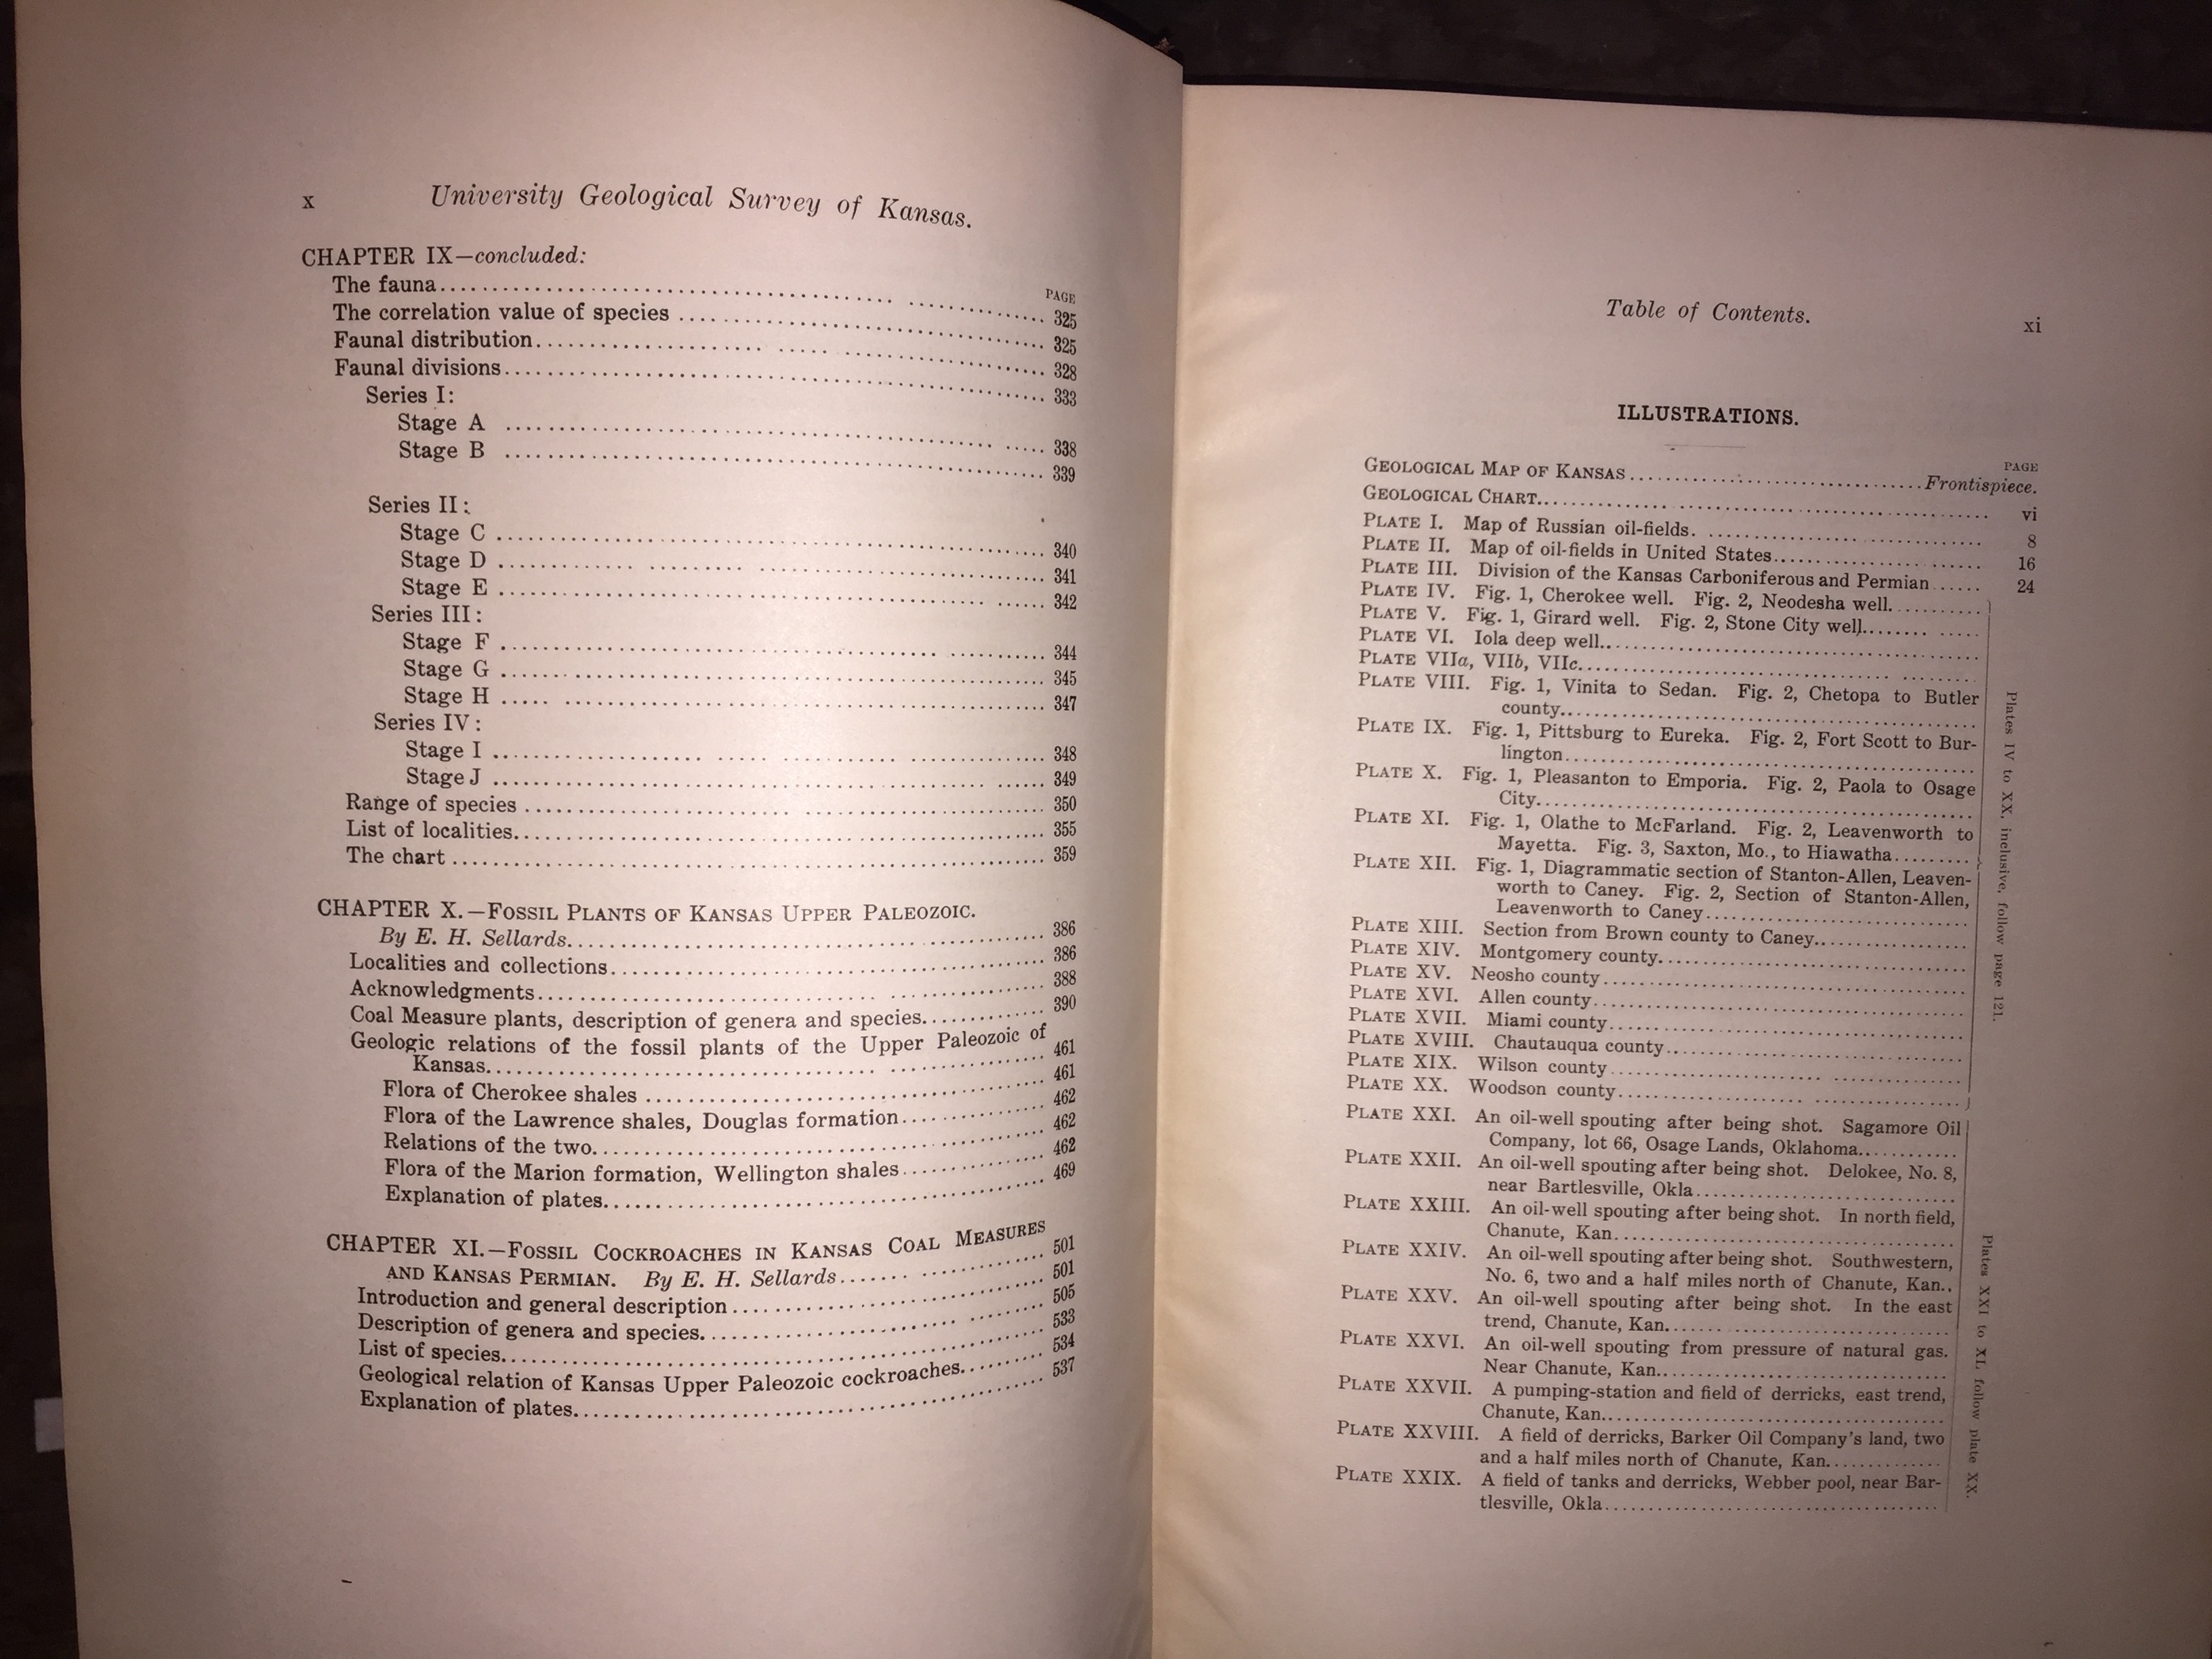 x University Geological Survey of Kansas.
CHAPTER IX—concluded:
PAGE
The fauna........ 325
The correlation value of species........ 325
Faunal distribution........ 328
Faunal divisions........ 333
Series I:
Stage A........ 338
Stage B........ 339
Series II:
Stage C........ 340
Stage D........ 341
Stage E........ 342
Series III:
Stage F........ 344
Stage G........ 345
Stage H........ 347
Series IV:
Stage I........ 348
Stage J........ 349
Range of species........ 350
List of localities........ 355
The chart........ 359
CHAPTER X.—FOSSIL PLANTS OF KANSAS UPPER PALEOZOIC.
By E. H. Sellards........ 386
Localities and collections........ 386
Acknowledgments........ 388
Coal Measure plants, description of genera and species........ 390
Geologic relations of the fossil plants of the Upper Paleozoic of
Kansas........ 461
Flora of Cherokee shales........ 461
Flora of the Lawrence shales, Douglas formation........ 462
Relations of the two........ 462
Flora of the Marion formation, Wellington shales........ 462
Explanation of plates........ 469
CHAPTER XI.—FOSSIL COCKROACHES IN KANSAS COAL MEASURES
AND KANSAS PERMIAN. By E. H. Sellards........ 501
Introduction and general description........ 501
Description of genera and species........ 505
List of species........ 533
Geological relation of Kansas Upper Paleozoic cockroaches........ 534
Explanation of plates........ 537
Table of Contents. xi
ILLUSTRATIONS.
PAGE
GEOLOGICAL MAP OF KANSAS........ Frontispiece.
GEOLOGICAL CHART........ vi
PLATE I. Map of Russian oil-fields........ 8
PLATE II. Map of oil-fields in United States........ 16
PLATE III. Division of the Kansas Carboniferous and Permian...... 24
PLATE IV. Fig. 1, Cherokee well. Fig. 2, Neodesha well........
PLATE V. Fig. 1, Girard well. Fig. 2, Stone City well........
PLATE VI. Iola deep well........
PLATE VIIa, VIIb, VIIc........
PLATE VIII. Fig. 1, Vinita to Sedan. Fig. 2, Chetopa to Butler
county........
PLATE IX. Fig. 1, Pittsburg to Eureka. Fig. 2, Fort Scott to Bur-
lington........
PLATE X. Fig. 1, Pleasanton to Emporia. Fig. 2, Paola to Osage
City........
PLATE XI. Fig. 1, Olathe to McFarland. Fig. 2, Leavenworth to
Mayetta. Fig. 3, Saxton, Mo., to Hiawatha........
PLATE XII. Fig. 1, Diagrammatic section of Stanton-Allen, Leaven-
worth to Caney. Fig. 2, Section of Stanton-Allen,
Leavenworth to Caney........
PLATE XIII. Section from Brown county to Caney........
PLATE XIV. Montgomery county........
PLATE XV. Neosho county........
PLATE XVI. Allen county........
PLATE XVII. Miami county........
PLATE XVIII. Chautauqua county........
PLATE XIX. Wilson county........
PLATE XX. Woodson county........
Plates IV to XX, inclusive, follow page 121.
PLATE XXI. An oil-well spouting after being shot. Sagamore Oil
Company, lot 66, Osage Lands, Oklahoma........
PLATE XXII. An oil-well spouting after being shot. Delokee, No. 8,
near Bartlesville, Okla........
PLATE XXIII. An oil-well spouting after being shot. In north field,
Chanute, Kan........
PLATE XXIV. An oil-well spouting after being shot. Southwestern,
No. 6, two and a half miles north of Chanute, Kan..
PLATE XXV. An oil-well spouting after being shot. In the east
trend, Chanute, Kan........
PLATE XXVI. An oil-well spouting from pressure of natural gas.
Near Chanute, Kan........
PLATE XXVII. A pumping-station and field of derricks, east trend,
Chanute, Kan........
PLATE XXVIII. A field of derricks, Barker Oil Company's land, two
and a half miles north of Chanute, Kan........
PLATE XXIX. A field of tanks and derricks, Webber pool, near Bar-
tlesville, Okla........
Plates XXI to XL follow plate XX.